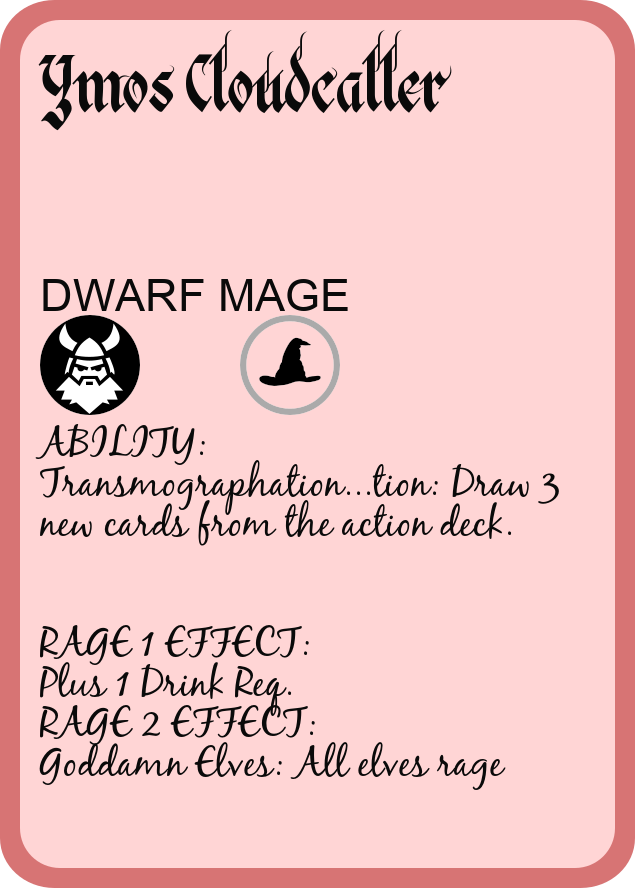 Ymos Cloudcaller
DWARF MAGE
ABILITY:
Transmographation...tion: Draw 3
new cards from the action deck.
RAGE 1 EFFECT:
Plus 1 Drink Req.
RAGE 2 EFFECT:
Goddamn Elves: All elves rage